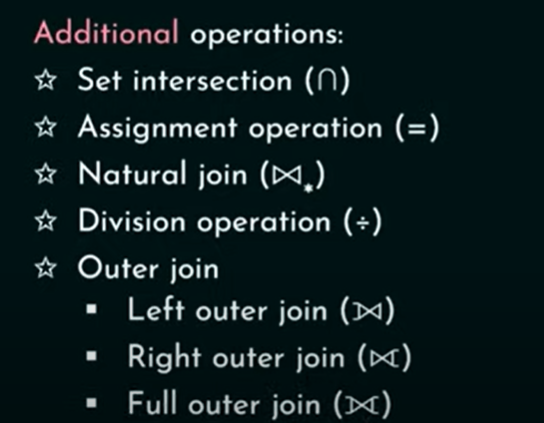 Additional operations:
☆ Set intersection (∩)
☆ Assignment operation (=)
☆ Natural join (⋈*)
☆ Division operation (÷)
☆ Outer join
▪ Left outer join (⟕)
▪ Right outer join (⟖)
▪ Full outer join (⟗)